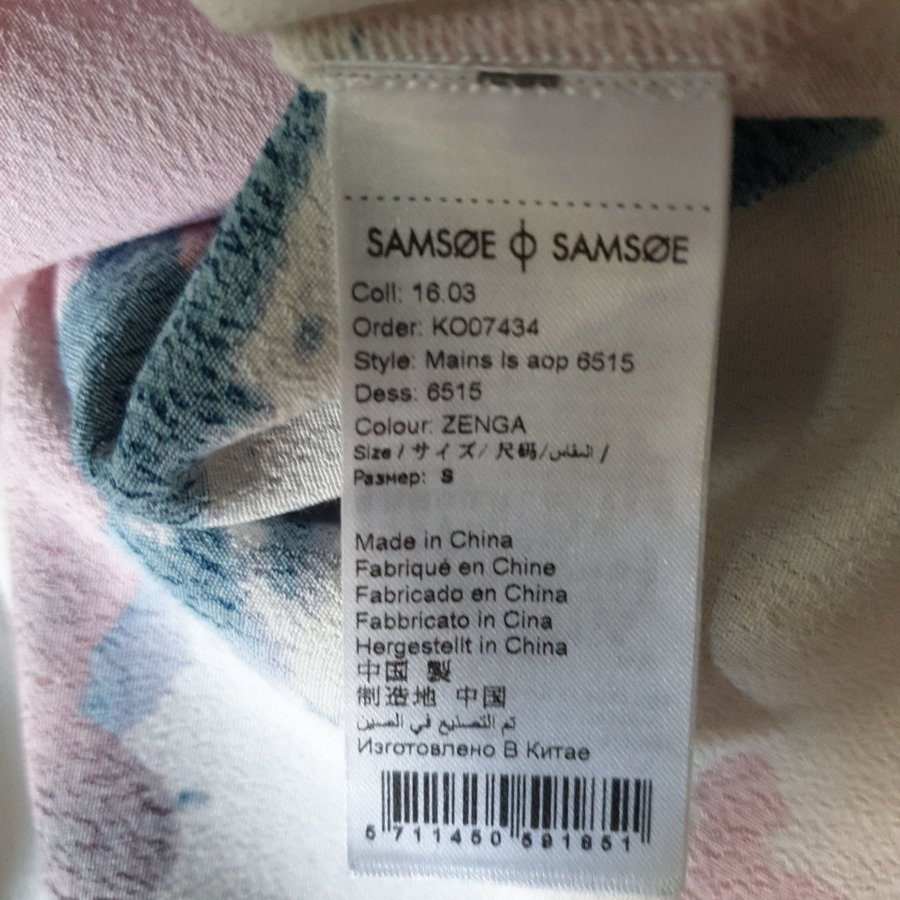 SAMSØE ϕ SAMSØE
Coll: 16.03
Order: KO07434
Style: Mains ls aop 6515
Dess: 6515
Colour: ZENGA
Size / サイズ/ 尺码/المقاس /
Размер: S
Made in China
Fabriqué en Chine
Fabricado en China
Fabbricato in Cina
Hergestellt in China
中国 製
制造地 中国
تم التصنيع في الصين
Изготовлено В Китае
5 711450 591851